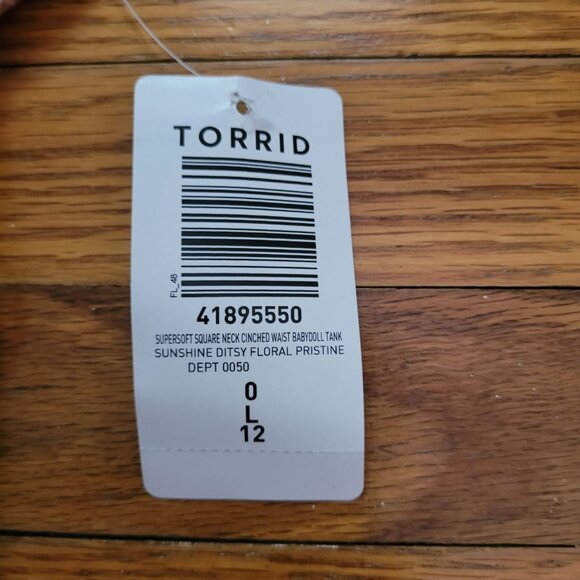 TORRID
FL_48
41895550
SUPERSOFT SQUARE NECK CINCHED WAIST BABYDOLL TANK
SUNSHINE DITSY FLORAL PRISTINE
DEPT 0050
0
L
12